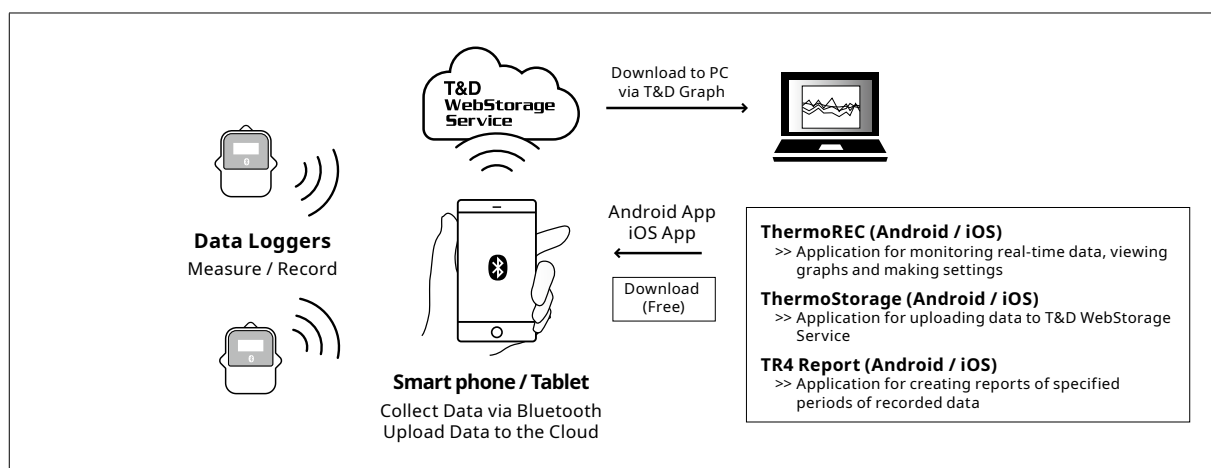 T&D
WebStorage
Service
Download to PC
via T&D Graph
Data Loggers
Measure / Record
Smart phone / Tablet
Collect Data via Bluetooth
Upload Data to the Cloud
Android App
iOS App
Download
(Free)
ThermoREC (Android / iOS)
>> Application for monitoring real-time data, viewing
graphs and making settings
ThermoStorage (Android / iOS)
>> Application for uploading data to T&D WebStorage
Service
TR4 Report (Android / iOS)
>> Application for creating reports of specified
periods of recorded data